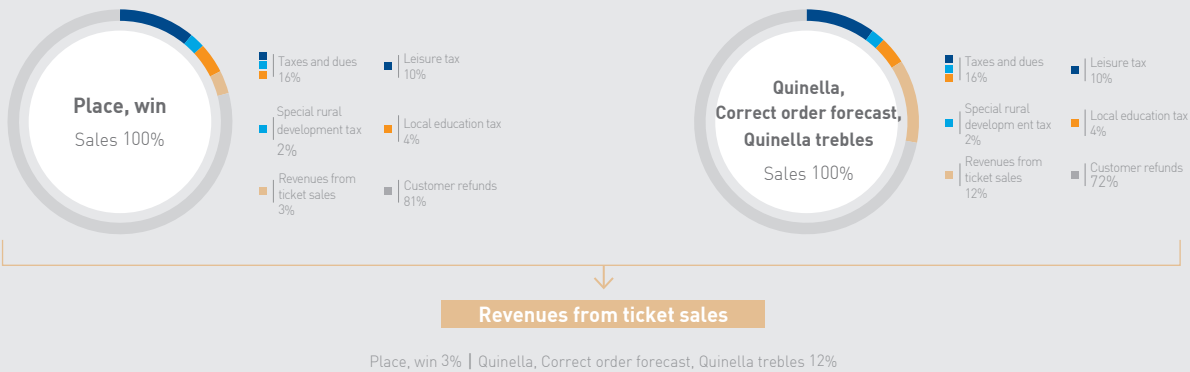 Place, win
Sales 100%
Taxes and dues
16%
Leisure tax
10%
Special rural
development tax
2%
Local education tax
4%
Revenues from
ticket sales
3%
Customer refunds
81%
Quinella,
Correct order forecast,
Quinella trebles
Sales 100%
Taxes and dues
16%
Leisure tax
10%
Special rural
developm ent tax
2%
Local education tax
4%
Revenues from
ticket sales
12%
Customer refunds
72%
Revenues from ticket sales
Place, win 3% | Quinella, Correct order forecast, Quinella trebles 12%